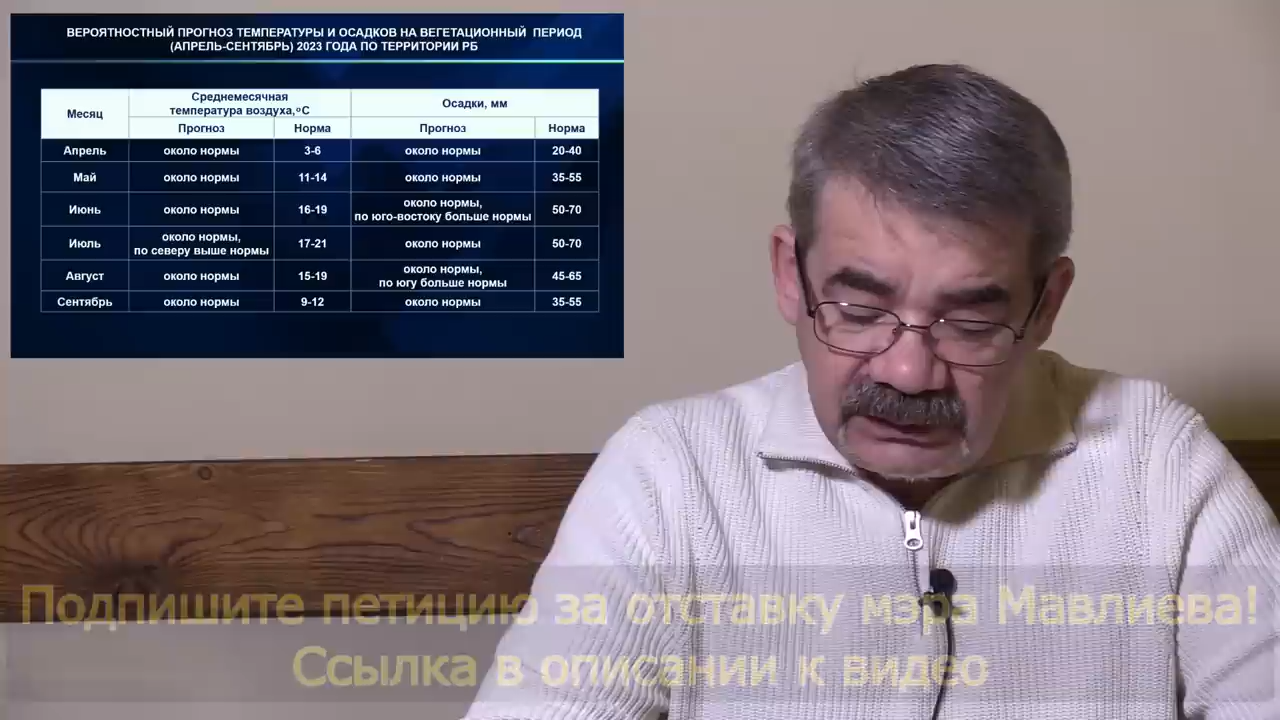 ВЕРОЯТНОСТНЫЙ ПРОГНОЗ ТЕМПЕРАТУРЫ И ОСАДКОВ НА ВЕГЕТАЦИОННЫЙ ПЕРИОД
(АПРЕЛЬ-СЕНТЯБРЬ) 2023 ГОДА ПО ТЕРРИТОРИИ РБ
Месяц
Среднемесячная
температура воздуха,ºС
Осадки, мм
Прогноз Норма Прогноз Норма
Апрель около нормы 3-6 около нормы 20-40
Май около нормы 11-14 около нормы 35-55
Июнь около нормы 16-19 около нормы,
по юго-востоку больше нормы 50-70
Июль около нормы,
по северу выше нормы 17-21 около нормы 50-70
Август около нормы 15-19 около нормы,
по югу больше нормы 45-65
Сентябрь около нормы 9-12 около нормы 35-55
Подпишите петицию за отставку мэра Мавлиева!
Ссылка в описании к видео